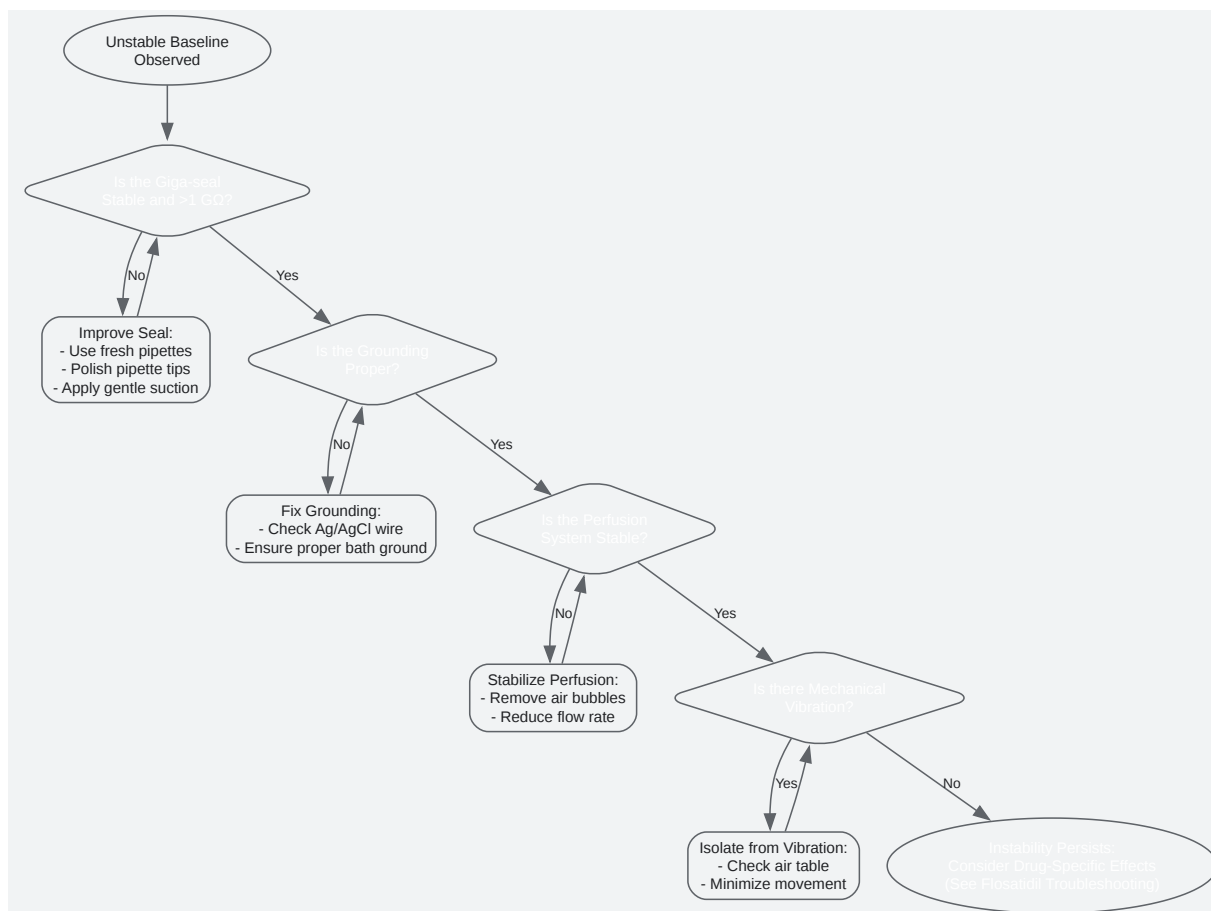 Unstable Baseline
Observed
Is the Giga-seal
Stable and >1 GΩ?
No
Yes
Improve Seal:
- Use fresh pipettes
- Polish pipette tips
- Apply gentle suction
Is the Grounding
Proper?
No
Yes
Fix Grounding:
- Check Ag/AgCl wire
- Ensure proper bath ground
Is the Perfusion
System Stable?
No
Yes
Stabilize Perfusion:
- Remove air bubbles
- Reduce flow rate
Is there Mechanical
Vibration?
Yes
No
Isolate from Vibration:
- Check air table
- Minimize movement
Instability Persists:
Consider Drug-Specific Effects
(See Flosatidil Troubleshooting)